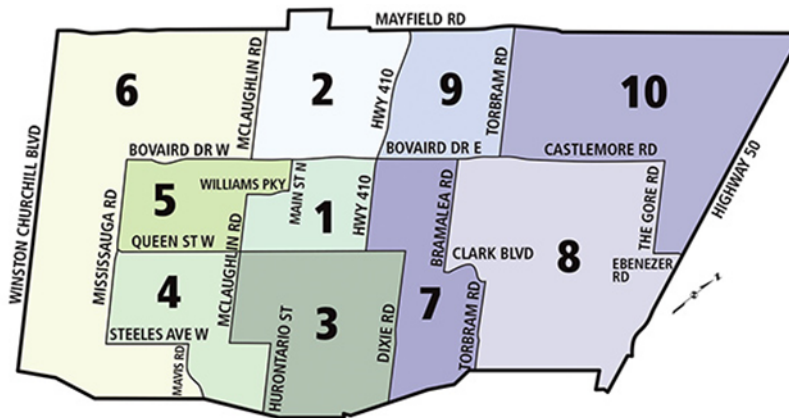 MAYFIELD RD
6
2
9
10
WINSTON CHURCHILL BLVD
MCLAUGHLIN RD
HWY 410
TORBRAM RD
HIGHWAY 50
BOVAIRD DR W
BOVAIRD DR E
CASTLEMORE RD
MISSISSAUGA RD
5
WILLIAMS PKY
MAIN ST N
1
HWY 410
BRAMALEA RD
THE GORE RD
QUEEN ST W
MCLAUGHLIN RD
CLARK BLVD
8
EBENEZER
RD
4
3
7
STEELES AVE W
MAVIS RD
HURONTARIO ST
DIXIE RD
TORBRAM RD